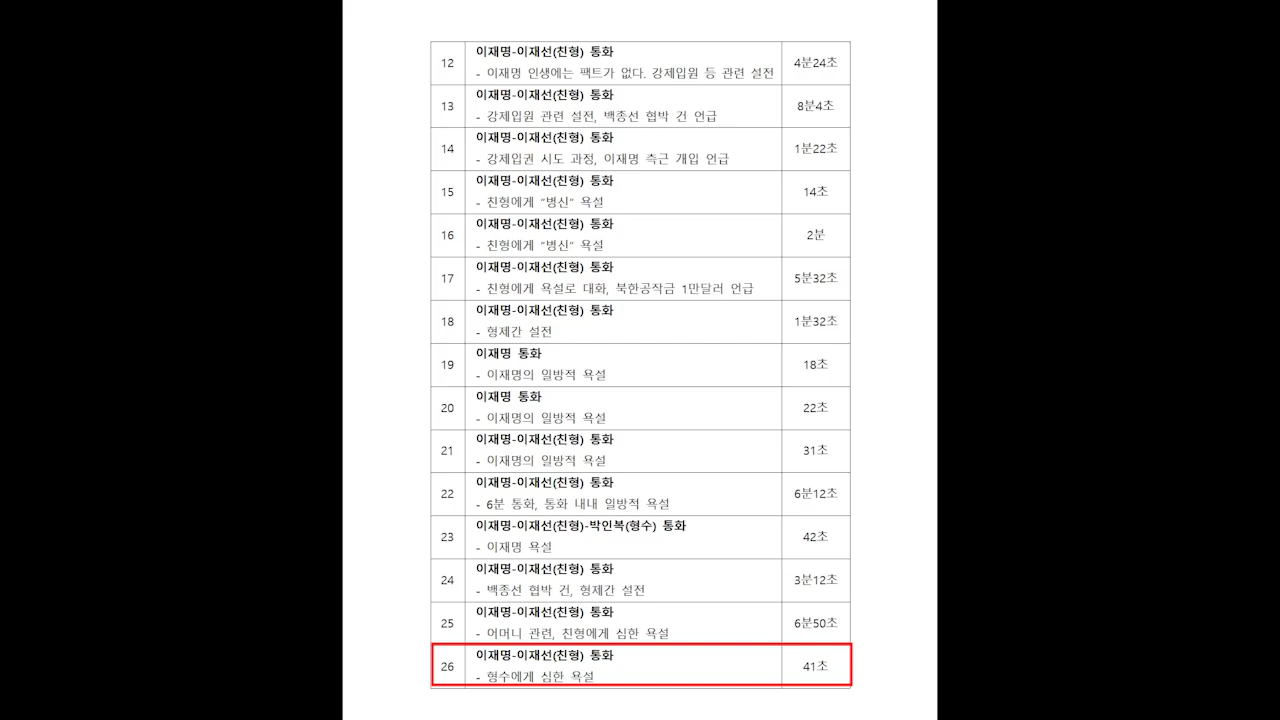 12
이재명-이재선(친형) 통화
- 이재명 인생에는 팩트가 없다. 강제입원 등 관련 설전
4분24초
13
이재명-이재선(친형) 통화
- 강제입원 관련 설전, 백종선 협박 건 언급
8분4초
14
이재명-이재선(친형) 통화
- 강제입권 시도 과정, 이재명 측근 개입 언급
1분22초
15
이재명-이재선(친형) 통화
- 친형에게 "병신" 욕설
14초
16
이재명-이재선(친형) 통화
- 친형에게 "병신" 욕설
2분
17
이재명-이재선(친형) 통화
- 친형에게 욕설로 대화, 북한공작금 1만달러 언급
5분32초
18
이재명-이재선(친형) 통화
- 형제간 설전
1분32초
19
이재명 통화
- 이재명의 일방적 욕설
18초
20
이재명 통화
- 이재명의 일방적 욕설
22초
21
이재명-이재선(친형) 통화
- 이재명의 일방적 욕설
31초
22
이재명-이재선(친형) 통화
- 6분 통화, 통화 내내 일방적 욕설
6분12초
23
이재명-이재선(친형)-박인복(형수) 통화
- 이재명 욕설
42초
24
이재명-이재선(친형) 통화
- 백종선 협박 건, 형제간 설전
3분12초
25
이재명-이재선(친형) 통화
- 어머니 관련, 친형에게 심한 욕설
6분50초
26
이재명-이재선(친형) 통화
- 형수에게 심한 욕설
41초